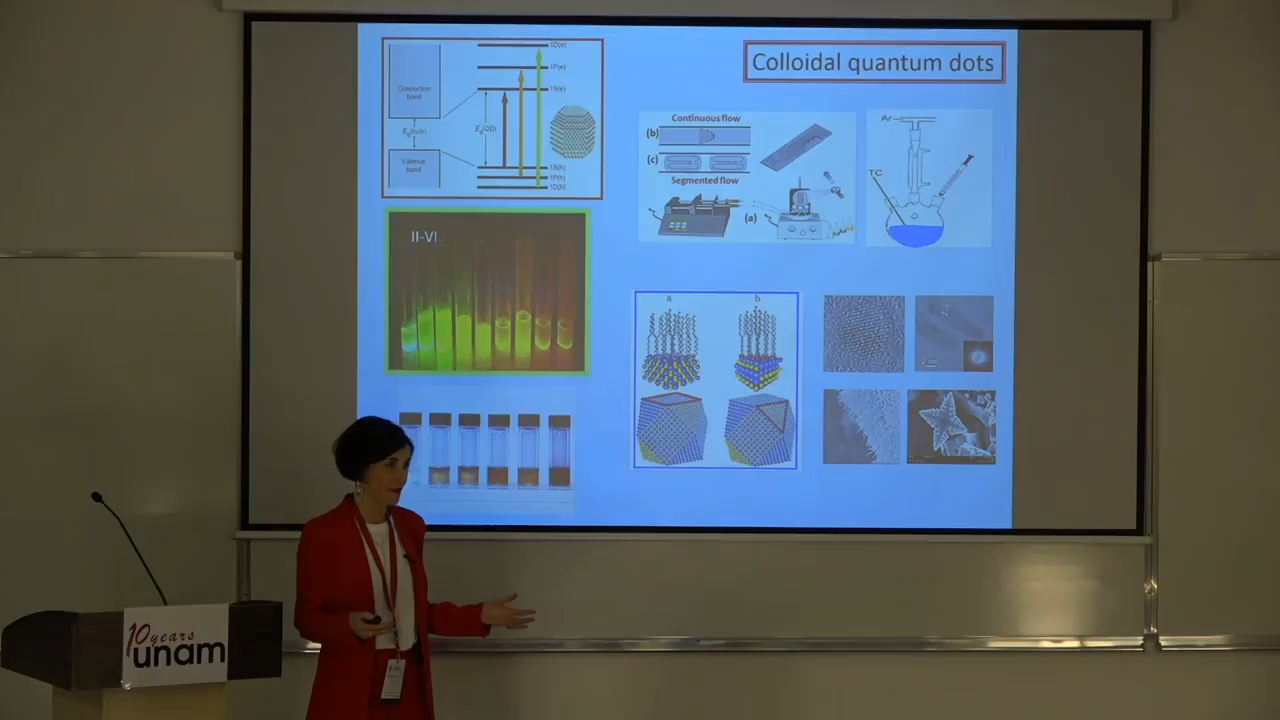 Colloidal quantum dots
Conduction
band
Valence
band
1D(e)
1P(e)
1S(e)
1S(h)
1P(h)
1D(h)
Continuous flow
(b)
(c)
Segmented flow
(a)
Ar
TC
II-VI
a
b
10 years
unam